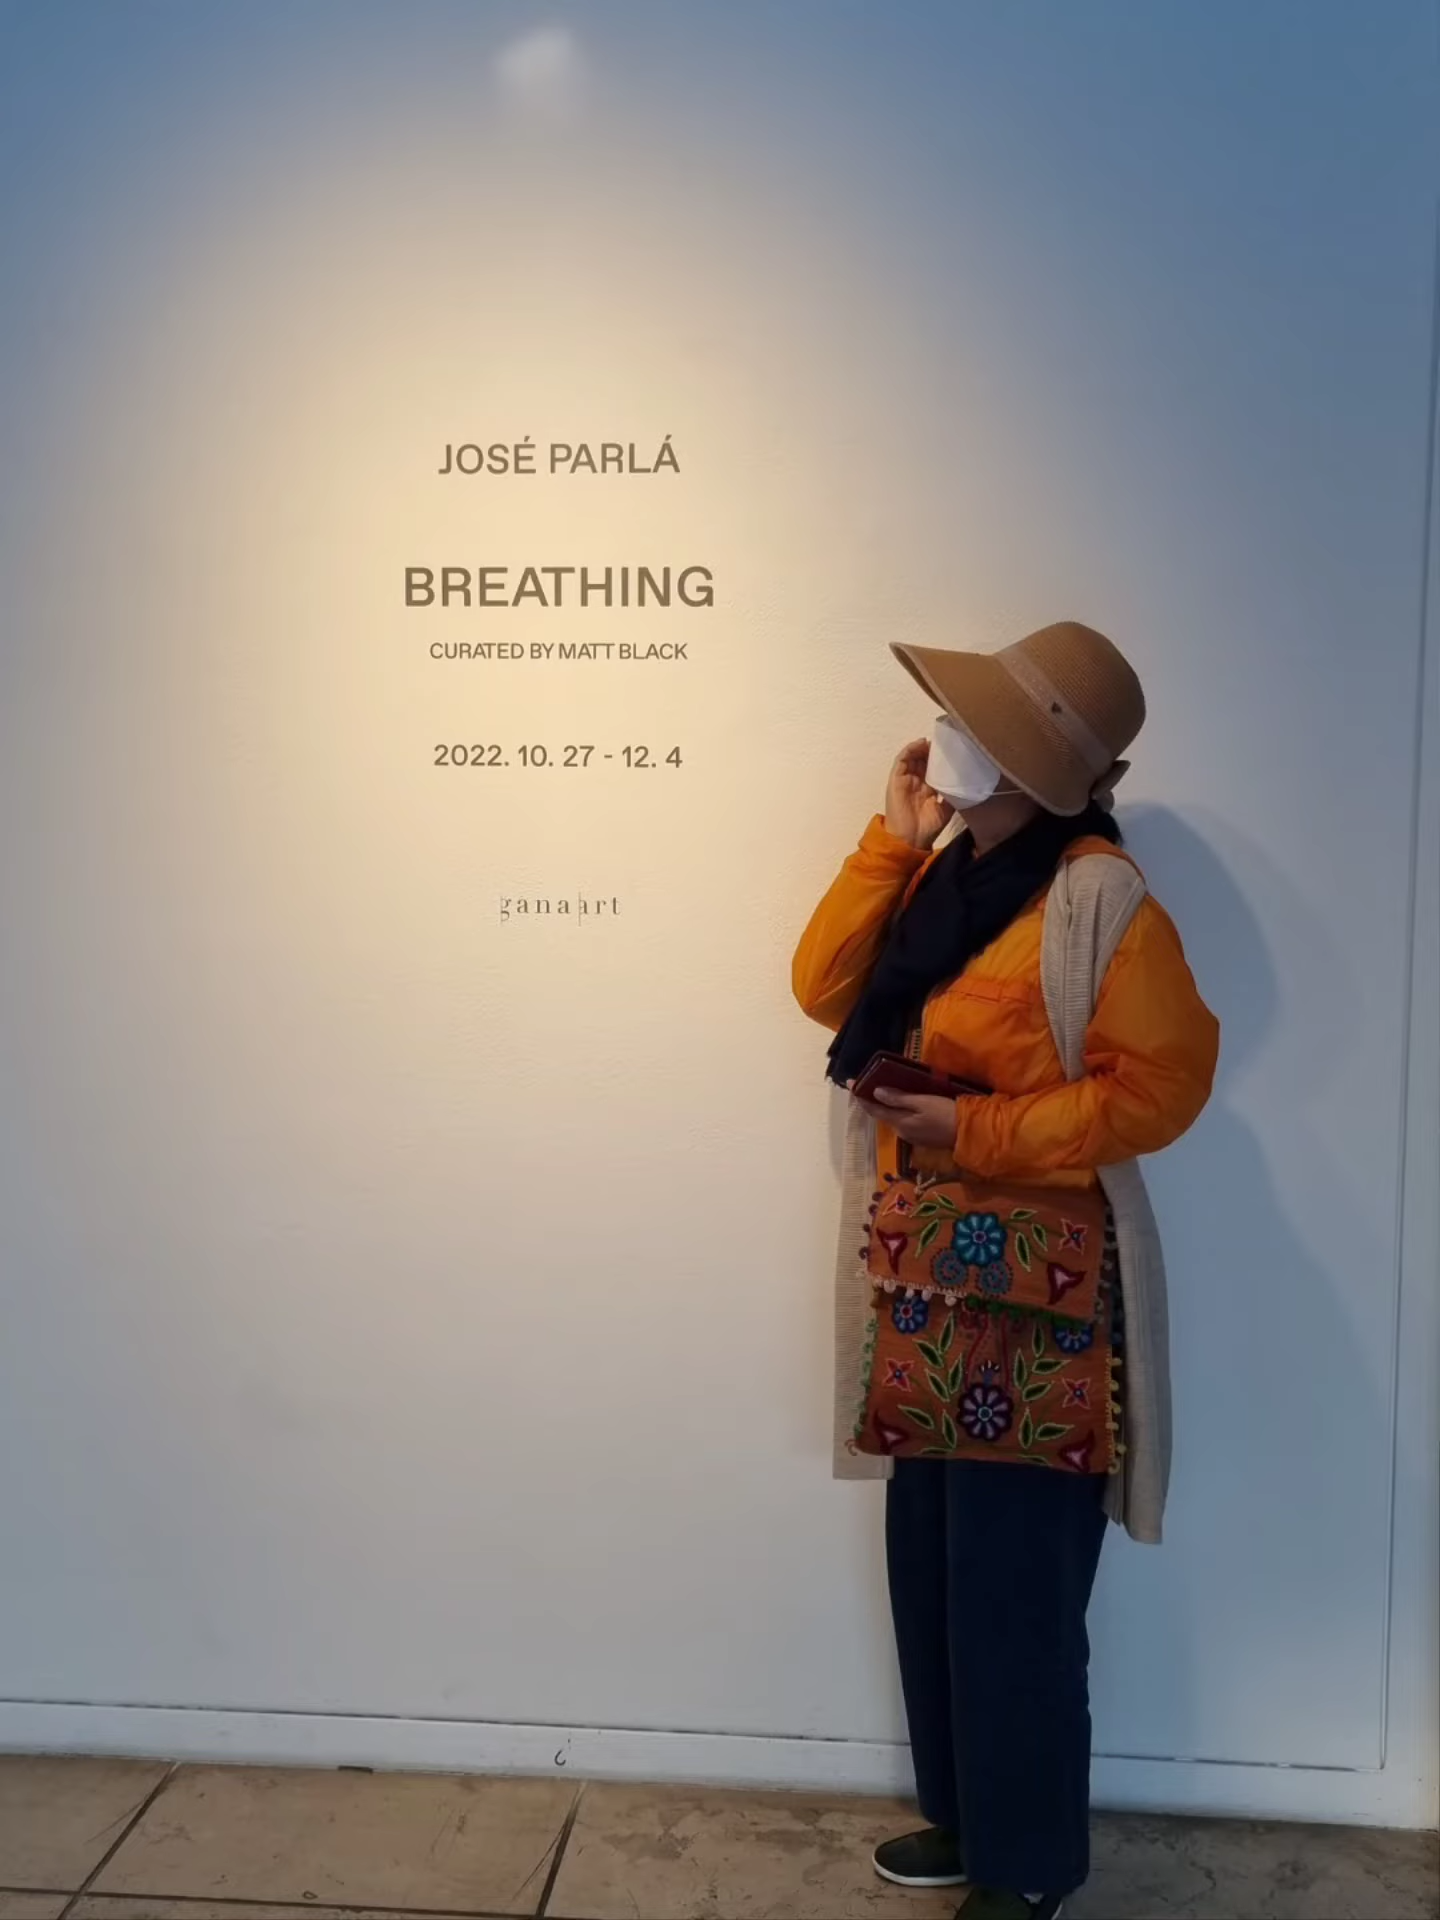 JOSÉ PARLÁ
BREATHING
CURATED BY MATT BLACK
2022. 10. 27 - 12. 4
ganaart